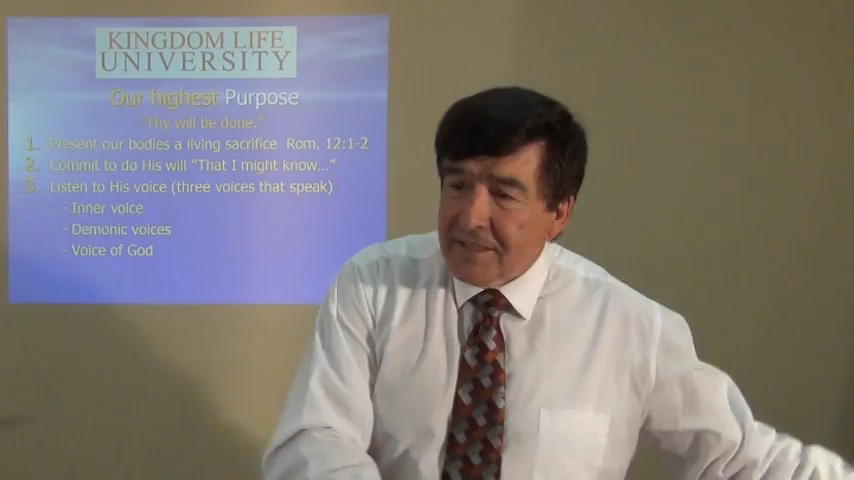 KINGDOM LIFE
UNIVERSITY
Our highest Purpose
"Thy will be done."
1. Present our bodies a living sacrifice Rom. 12:1-2
2. Commit to do His will "That I might know..."
3. Listen to His voice (three voices that speak)
- Inner voice
- Demonic voices
- Voice of God